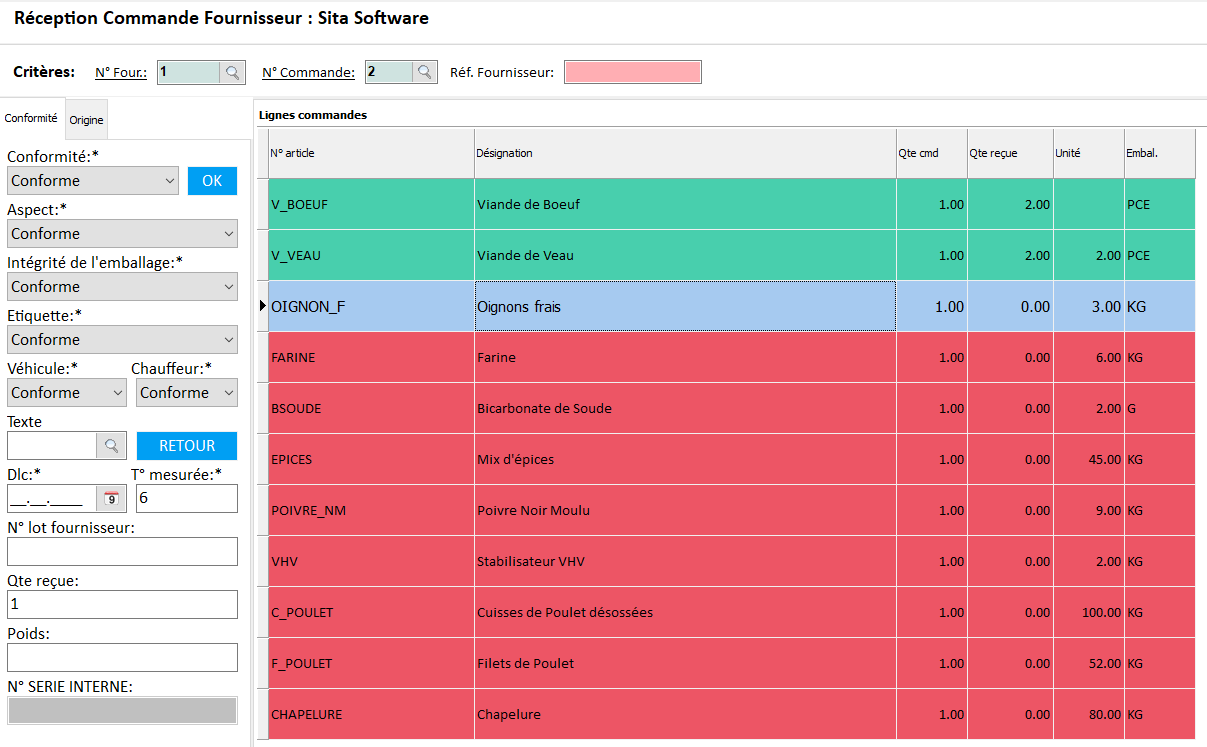 Réception Commande Fournisseur : Sita Software
Critères: N° Four.: 1 N° Commande: 2 Réf. Fournisseur:
Conformité Origine
Conformité:*
Conforme OK
Aspect:*
Conforme
Intégrité de l'emballage:*
Conforme
Etiquette:*
Conforme
Véhicule:* Chauffeur:*
Conforme Conforme
Texte
RETOUR
Dlc:* T° mesurée:*
__.__.____ 9 6
N° lot fournisseur:
Qte reçue:
1
Poids:
N° SERIE INTERNE:
Lignes commandes
N° article Désignation Qte cmd Qte reçue Unité Embal.
V_BOEUF Viande de Boeuf 1.00 2.00 PCE
V_VEAU Viande de Veau 1.00 2.00 2.00 PCE
OIGNON_F Oignons frais 1.00 0.00 3.00 KG
FARINE Farine 1.00 0.00 6.00 KG
BSOUDE Bicarbonate de Soude 1.00 0.00 2.00 G
EPICES Mix d'épices 1.00 0.00 45.00 KG
POIVRE_NM Poivre Noir Moulu 1.00 0.00 9.00 KG
VHV Stabilisateur VHV 1.00 0.00 2.00 KG
C_POULET Cuisses de Poulet désossées 1.00 0.00 100.00 KG
F_POULET Filets de Poulet 1.00 0.00 52.00 KG
CHAPELURE Chapelure 1.00 0.00 80.00 KG